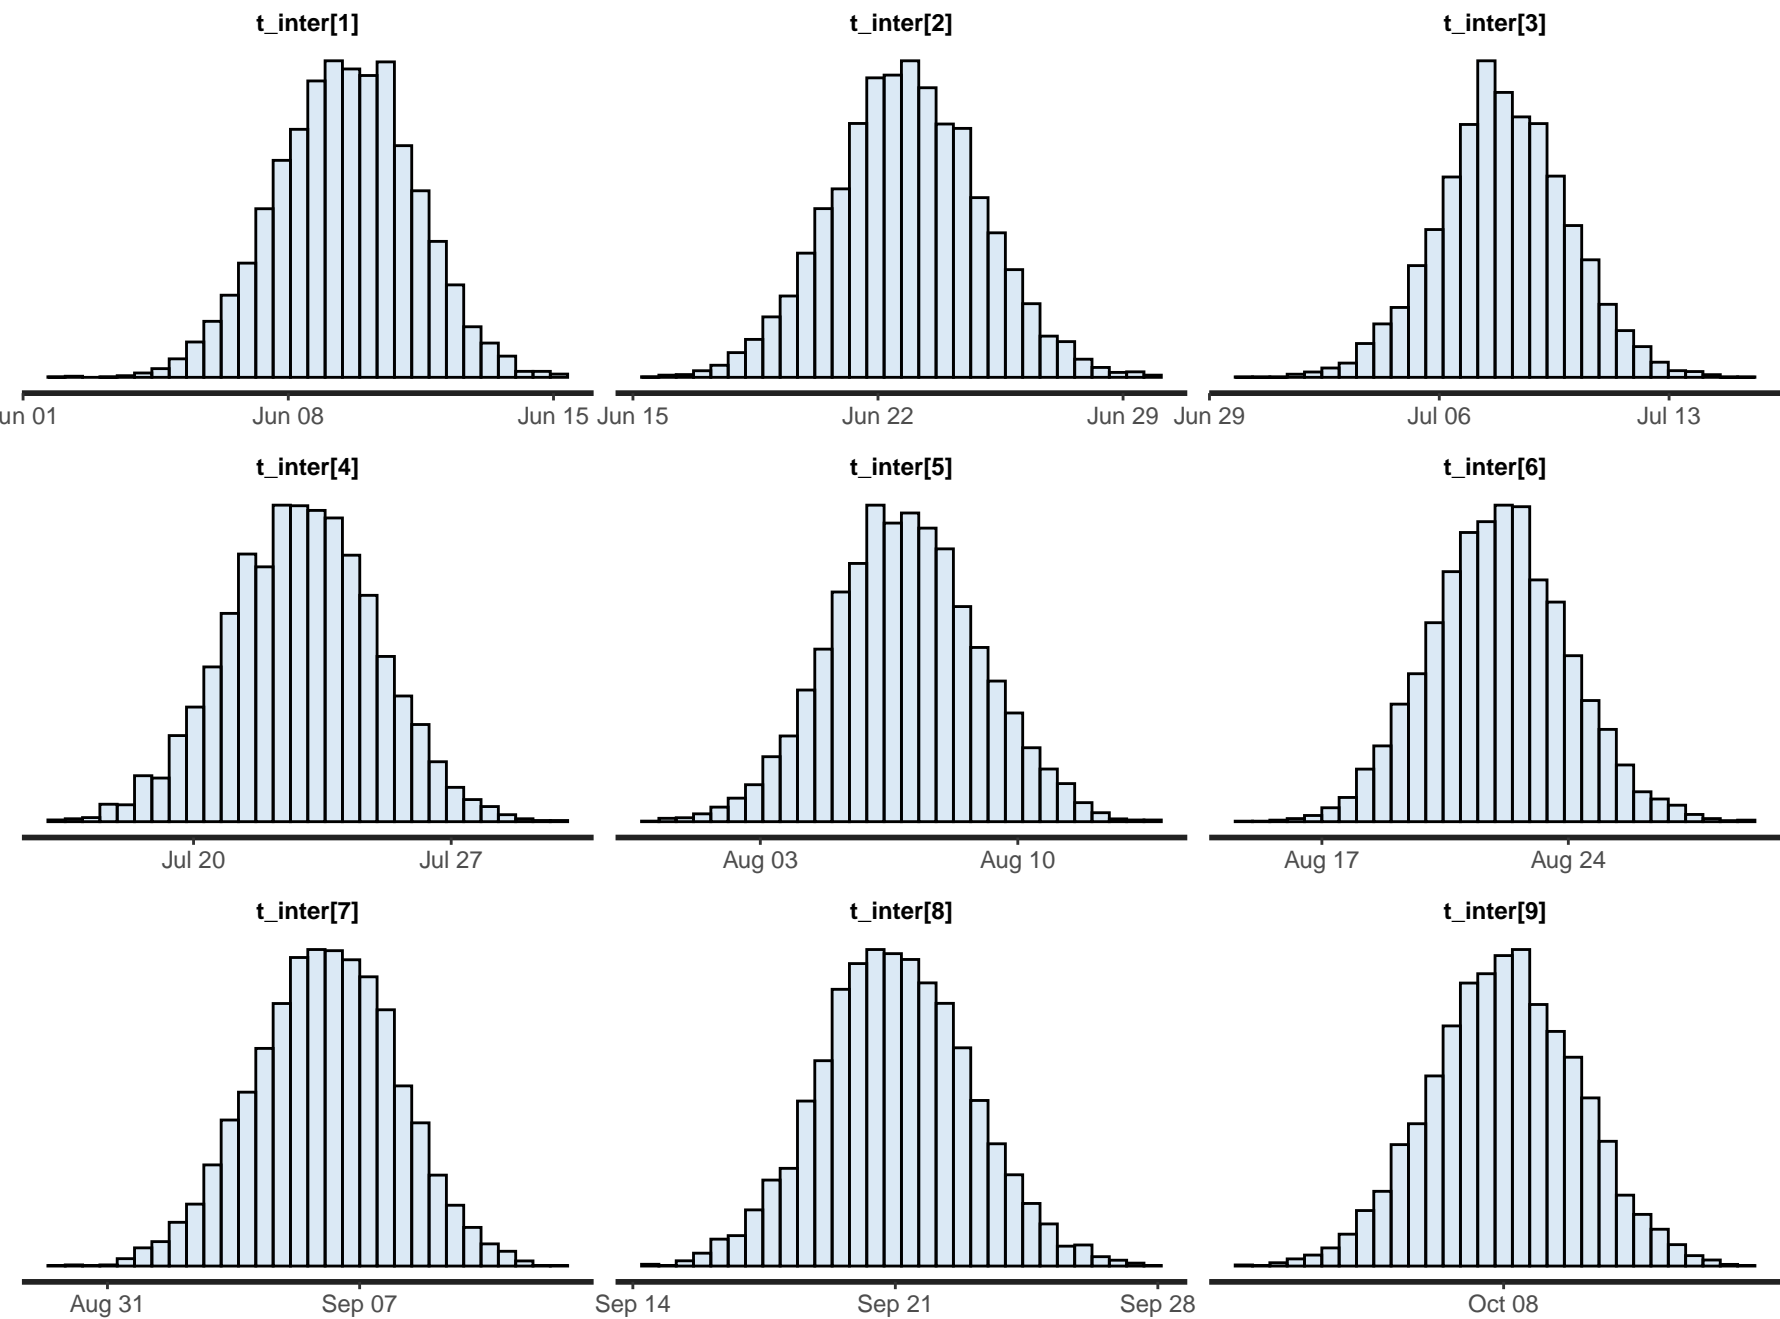 t_inter[1] t_inter[2] t_inter[3]
un 01 Jun 08 Jun 15 Jun 15 Jun 22 Jun 29 Jun 29 Jul 06 Jul 13
t_inter[4] t_inter[5] t_inter[6]
Jul 20 Jul 27 Aug 03 Aug 10 Aug 17 Aug 24
t_inter[7] t_inter[8] t_inter[9]
Aug 31 Sep 07 Sep 14 Sep 21 Sep 28 Oct 08